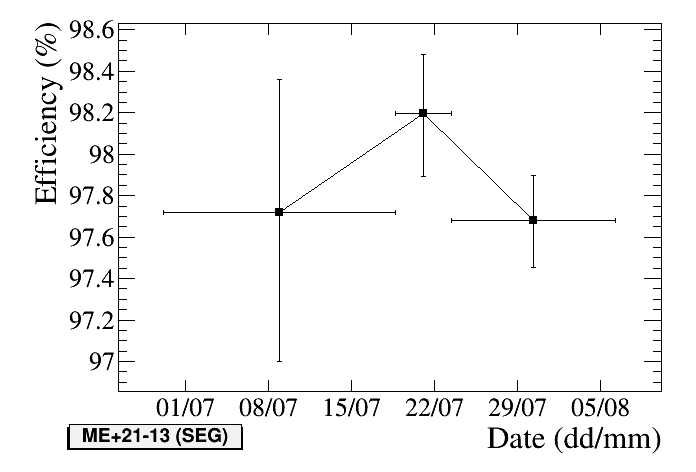 Efficiency (%)
98.6
98.4
98.2
98
97.8
97.6
97.4
97.2
97
01/07 08/07 15/07 22/07 29/07 05/08
ME+21-13 (SEG)
Date (dd/mm)